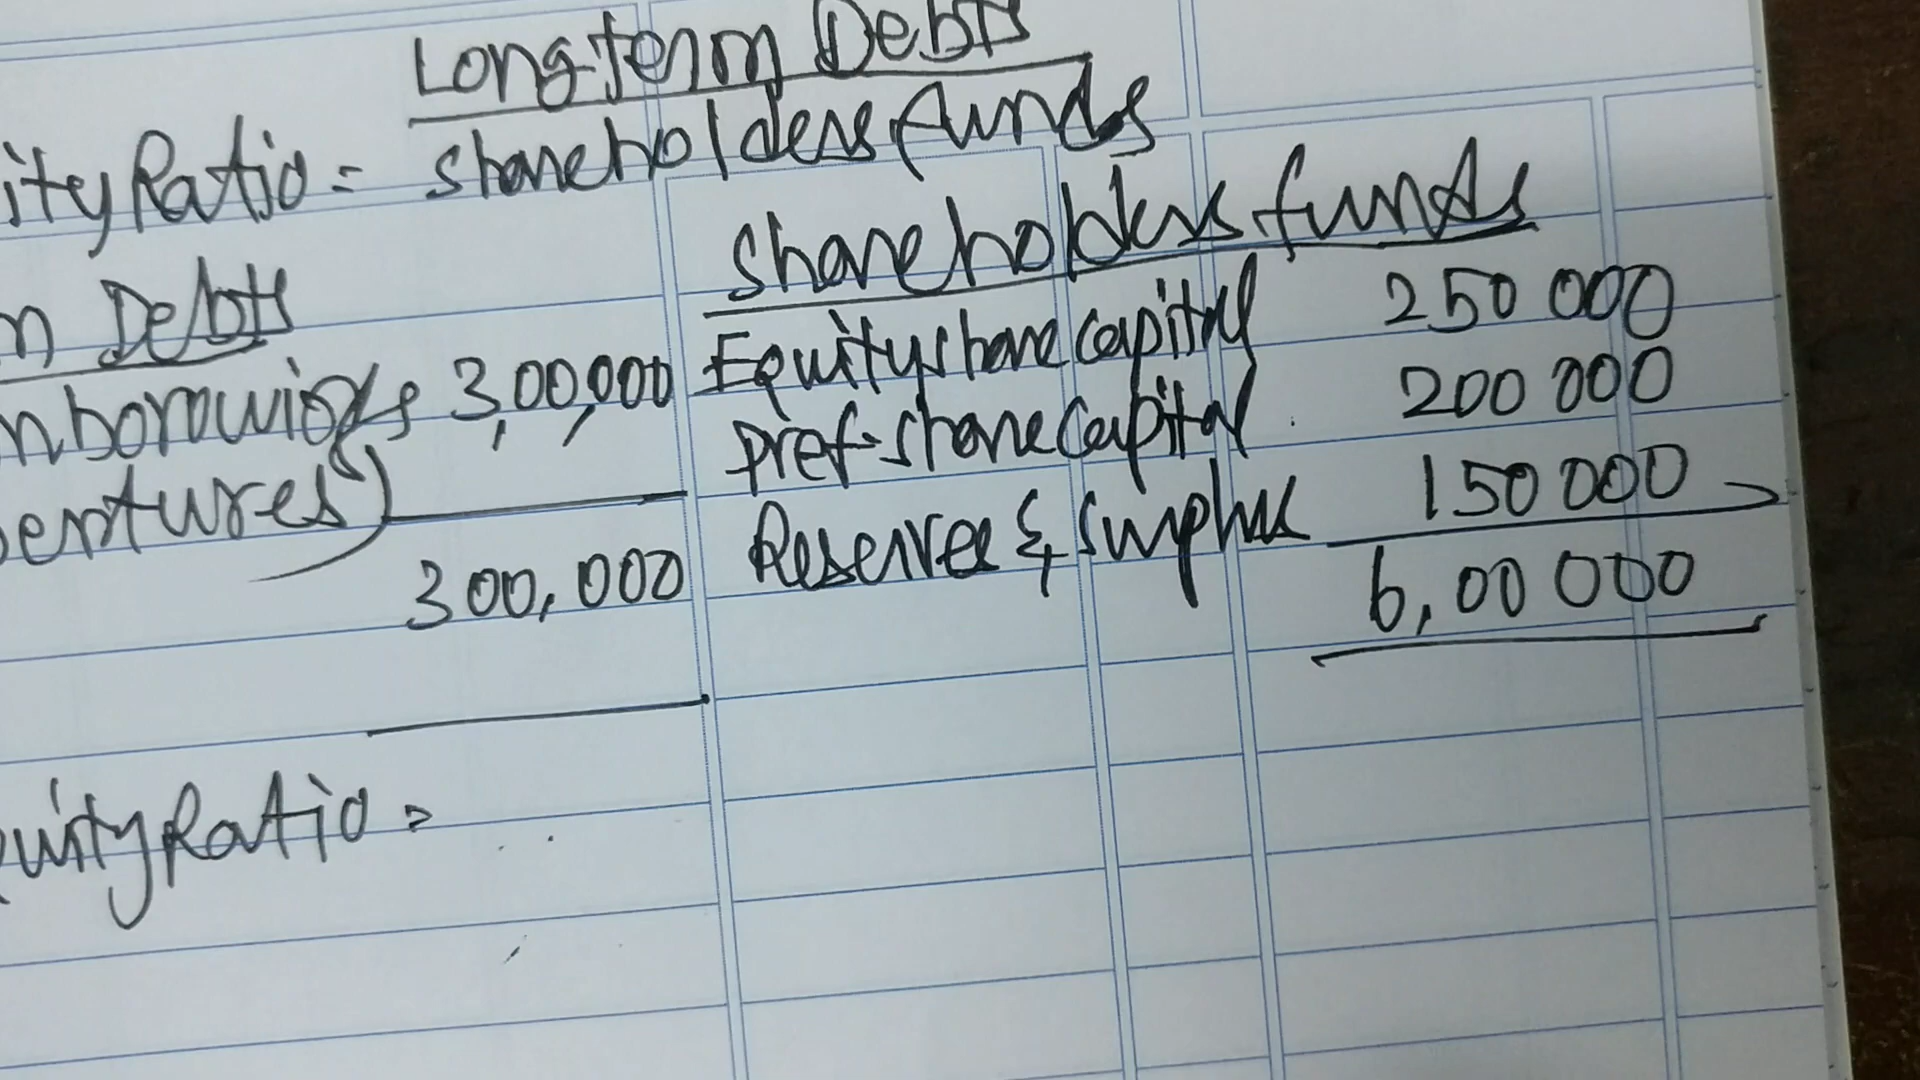 Long term Debts
ity Ratio = shareholders funds
shareholders funds
n Debts
Equity share capital 250 000
n borrowings 3,00,000
pref-share capital 200 000
entures)
Reserves & surplus 150 000
300,000
6,00 000
uity Ratio =